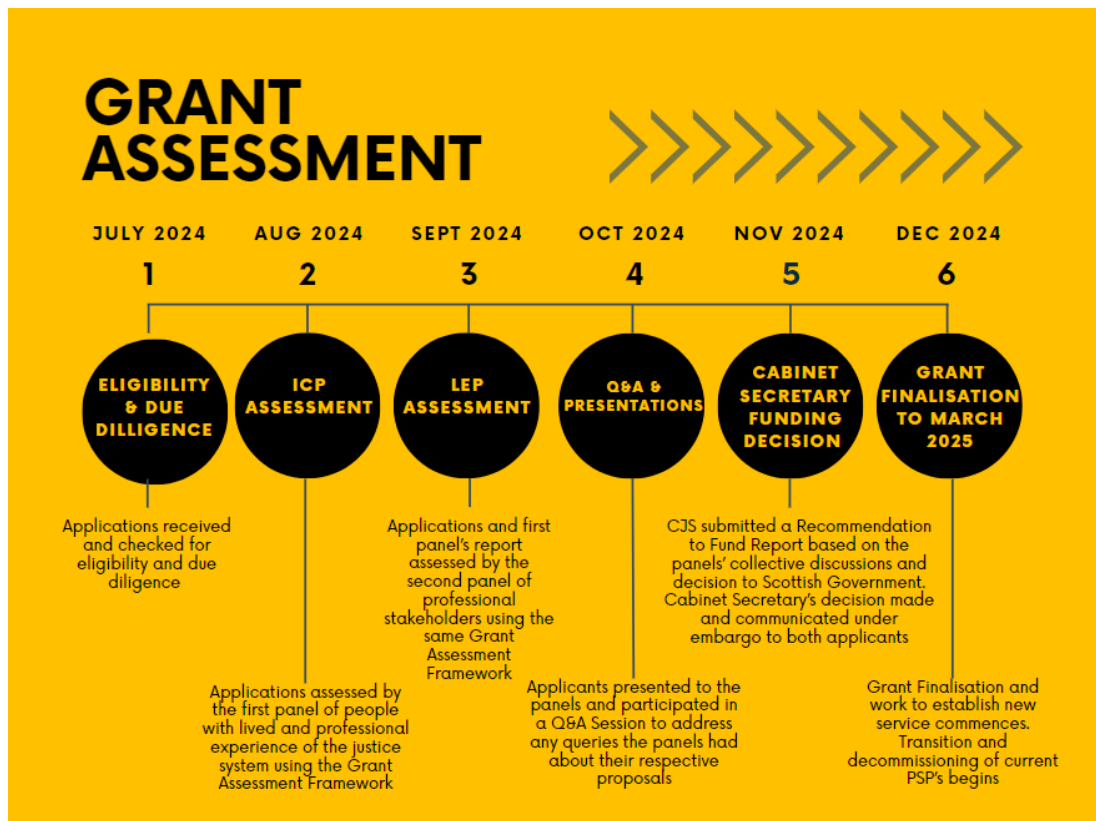 GRANT
ASSESSMENT
JULY 2024
AUG 2024
SEPT 2024
OCT 2024
NOV 2024
DEC 2024
1
2
3
4
5
6
ELIGIBILITY
& DUE
DILLIGENCE
ICP
ASSESSMENT
LEP
ASSESSMENT
Q&A &
PRESENTATIONS
CABINET
SECRETARY
FUNDING
DECISION
GRANT
FINALISATION
TO MARCH
2025
Applications received
and checked for
eligibility and due
diligence
Applications assessed by
the first panel of people
with lived and professional
experience of the justice
system using the Grant
Assessment Framework
Applications and first
panel's report
assessed by the
second panel of
professional
stakeholders using the
same Grant
Assessment
Framework
Applicants presented to the
panels and participated in
a Q&A Session to address
any queries the panels had
about their respective
proposals
CJS submitted a Recommendation
to Fund Report based on the
panels' collective discussions and
decision to Scottish Government.
Cabinet Secretary's decision made
and communicated under
embargo to both applicants
Grant Finalisation and
work to establish new
service commences.
Transition and
decommissioning of current
PSP's begins